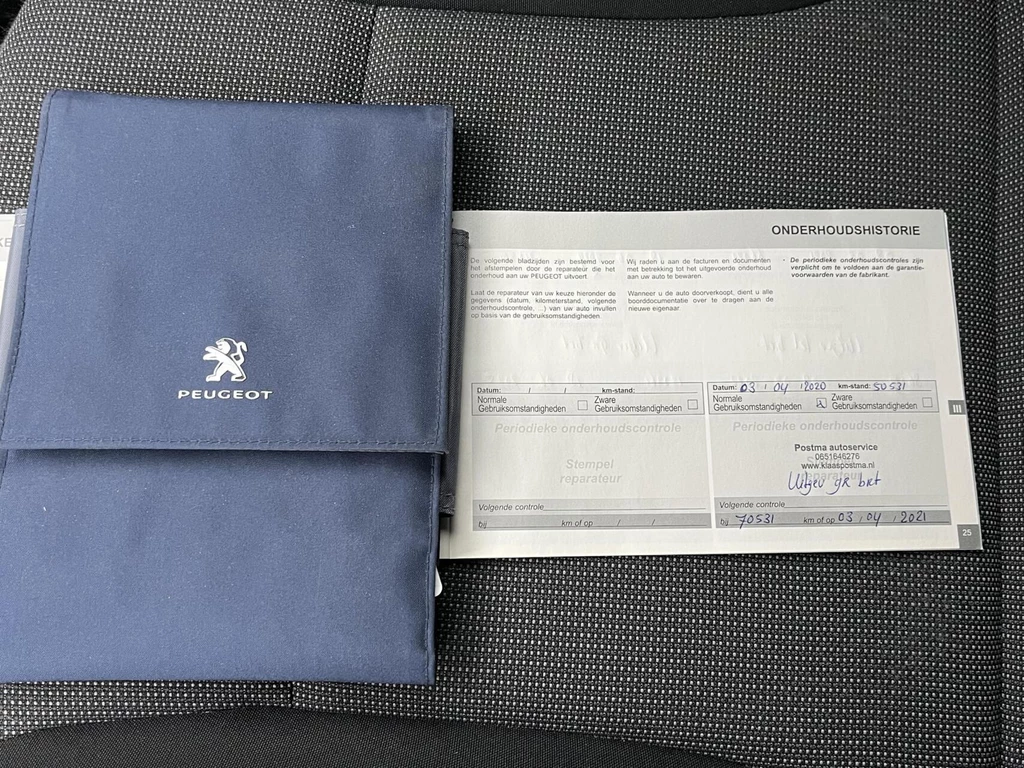 KE
PEUGEOT
ONDERHOUDSHISTORIE
De volgende bladzijden zijn bestemd voor
het afstempelen door de reparateur die het
onderhoud aan uw PEUGEOT uitvoert.
Laat de reparateur van uw keuze hieronder de
gegevens (datum, kilometerstand, volgende
onderhoudscontrole, ...) van uw auto invullen
op basis van de gebruiksomstandigheden.
Wij raden u aan de facturen en documenten
met betrekking tot het uitgevoerde onderhoud
aan uw auto te bewaren.
Wanneer u de auto doorverkoopt, dient u alle
boorddocumentatie over te dragen aan de
nieuwe eigenaar.
- De periodieke onderhoudscontroles zijn
verplicht om te voldoen aan de garantie-
voorwaarden van de fabrikant.
Datum: / / km-stand:
Normale
Gebruiksomstandigheden
Zware
Gebruiksomstandigheden
Periodieke onderhoudscontrole
Stempel
reparateur
Volgende controle
bij km of op / /
Datum: 03 / 04 / 2020 km-stand: 50531
Normale
Gebruiksomstandigheden
Zware
Gebruiksomstandigheden
Periodieke onderhoudscontrole
Postma autoservice
0651646276
www.klaaspostma.nl
Volgende controle
bij 70531 km of op 03 / 04 / 2021
III
25